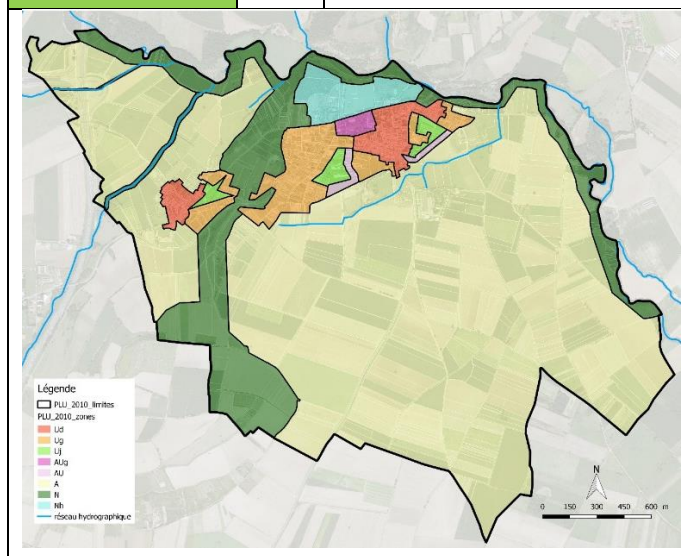 Légende
PLU_2010_limites
PLU_2010_zones
Ud
Ug
Uj
AUg
AU
A
N
Nh
réseau hydrographique
N
0 150 300 450 600 m